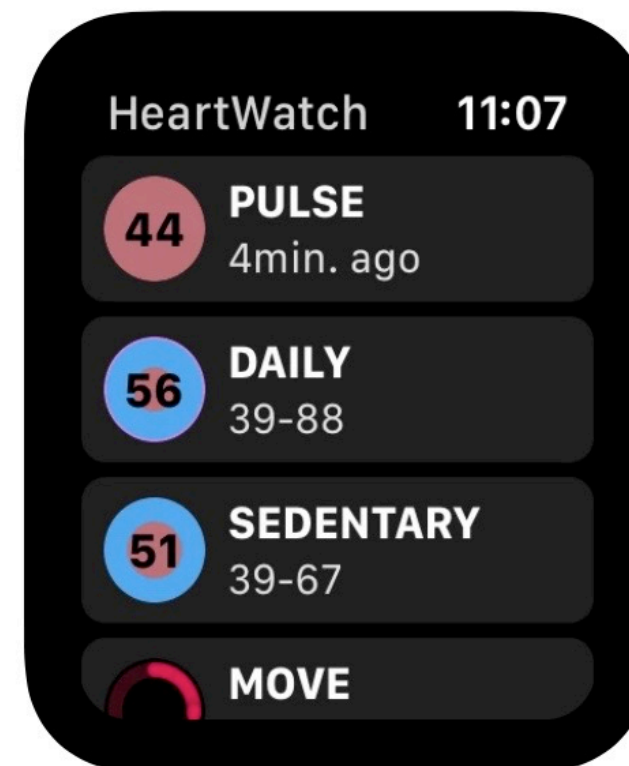 HeartWatch 11:07
44 PULSE
4min. ago
56 DAILY
39-88
51 SEDENTARY
39-67
MOVE